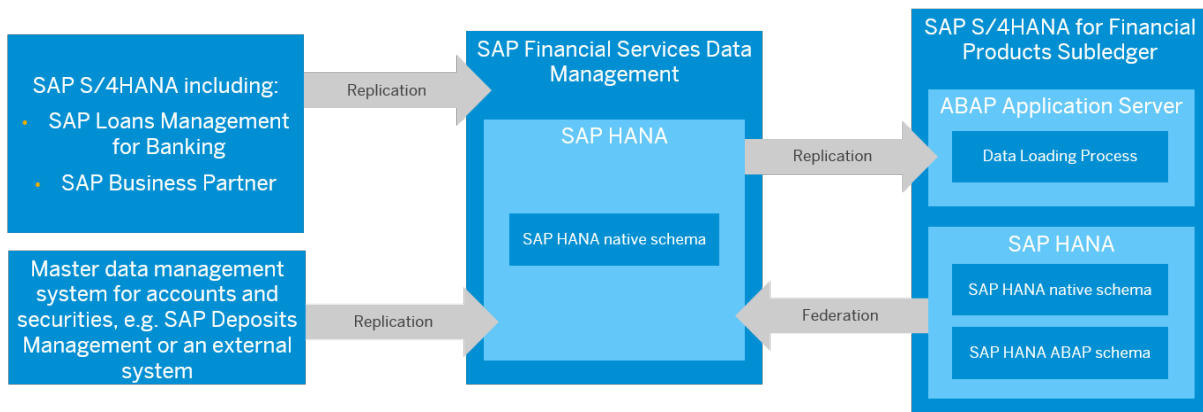 SAP S/4HANA including:
• SAP Loans Management
for Banking
• SAP Business Partner
Master data management
system for accounts and
securities, e.g. SAP Deposits
Management or an external
system
Replication
Replication
SAP Financial Services Data
Management
SAP HANA
SAP HANA native schema
Replication
Federation
SAP S/4HANA for Financial
Products Subledger
ABAP Application Server
Data Loading Process
SAP HANA
SAP HANA native schema
SAP HANA ABAP schema